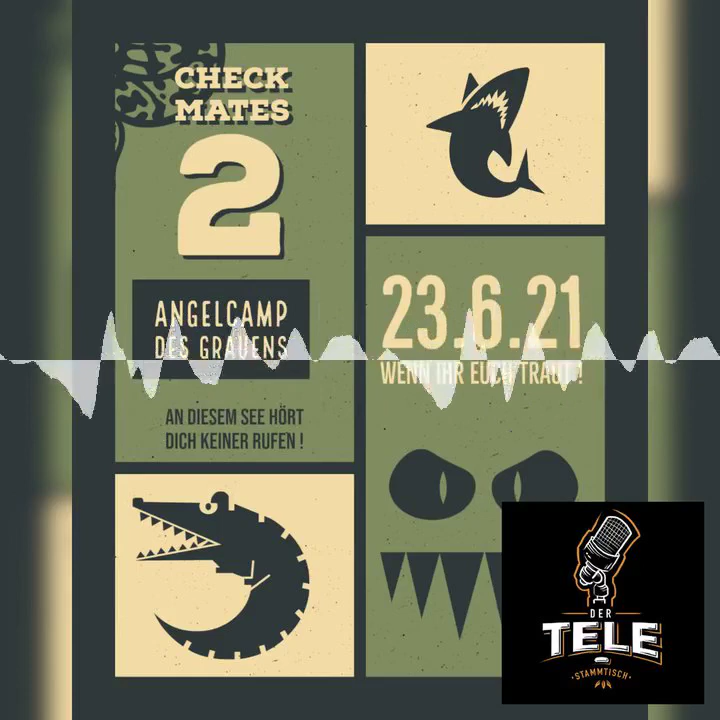 CHECK
MATES
2
ANGELCAMP
DES GRAUENS
AN DIESEM SEE HÖRT
DICH KEINER RUFEN !
23.6.21
WENN IHR EUCH TRAUT !
DER
TELE
STAMMTISCH